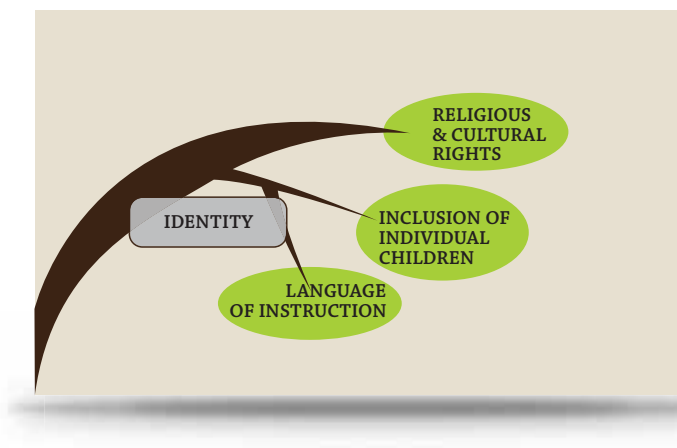 RELIGIOUS
& CULTURAL
RIGHTS
IDENTITY
INCLUSION OF
INDIVIDUAL
CHILDREN
LANGUAGE
OF INSTRUCTION